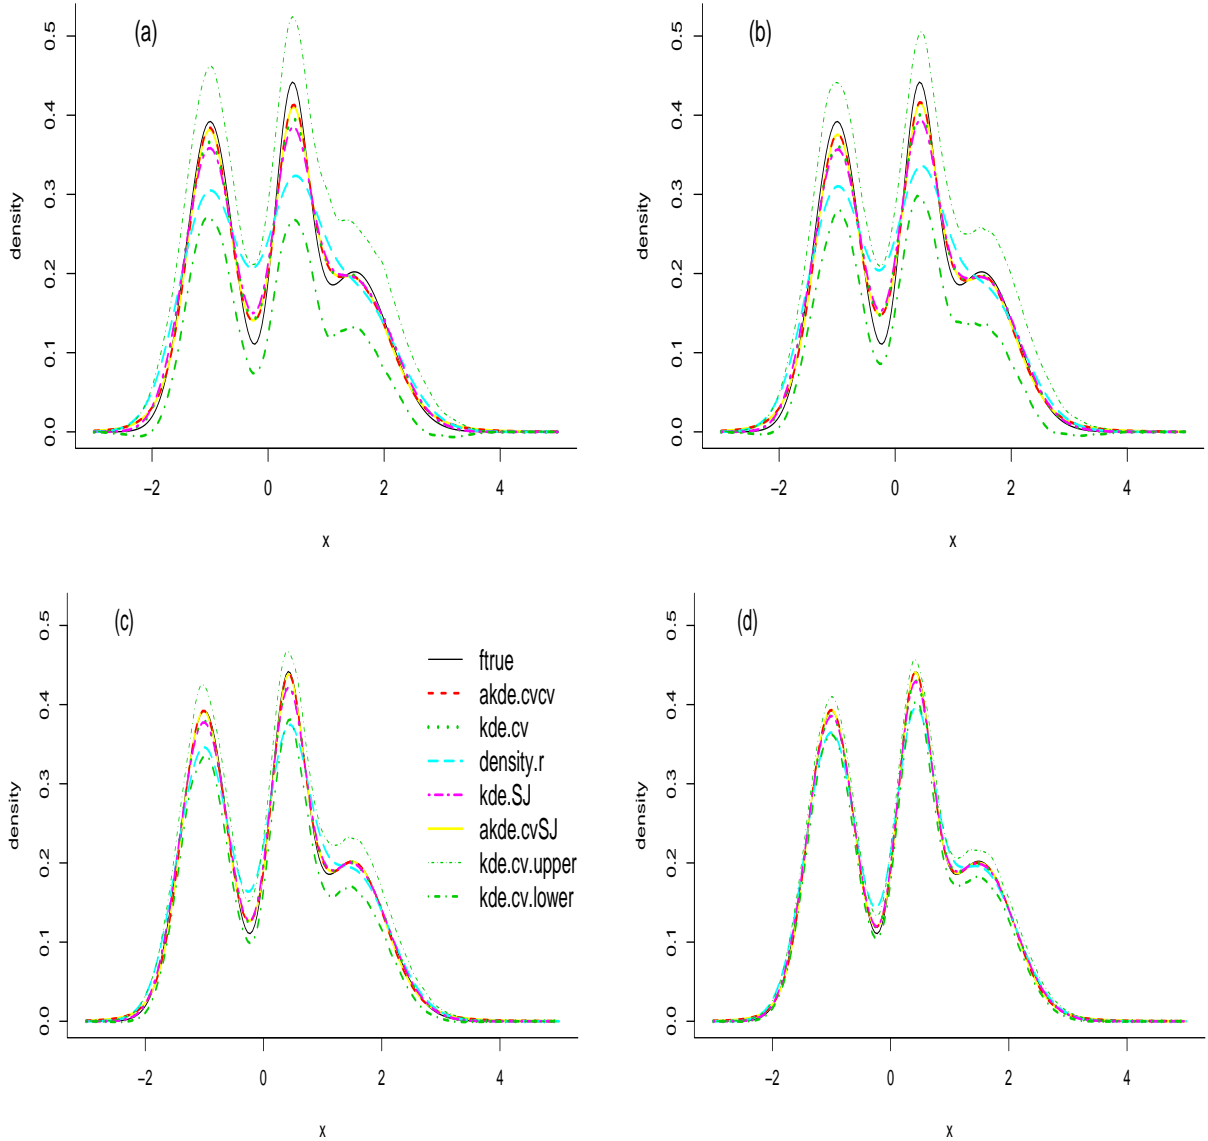 (a)
density
0.0 0.1 0.2 0.3 0.4 0.5
−2 0 2 4
x
(b)
density
0.0 0.1 0.2 0.3 0.4 0.5
−2 0 2 4
x
(c)
density
0.0 0.1 0.2 0.3 0.4 0.5
ftrue
akde.cvcv
kde.cv
density.r
kde.SJ
akde.cvSJ
kde.cv.upper
kde.cv.lower
−2 0 2 4
x
(d)
density
0.0 0.1 0.2 0.3 0.4 0.5
−2 0 2 4
x